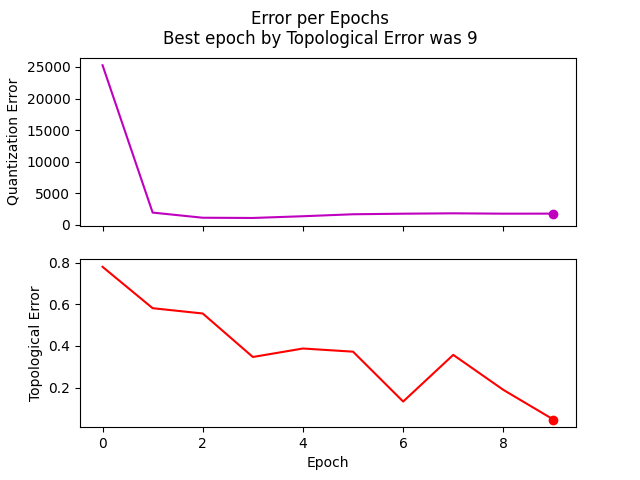 Error per Epochs
Best epoch by Topological Error was 9
Quantization Error
25000
20000
15000
10000
5000
0
Topological Error
0.8
0.6
0.4
0.2
0 2 4 6 8
Epoch